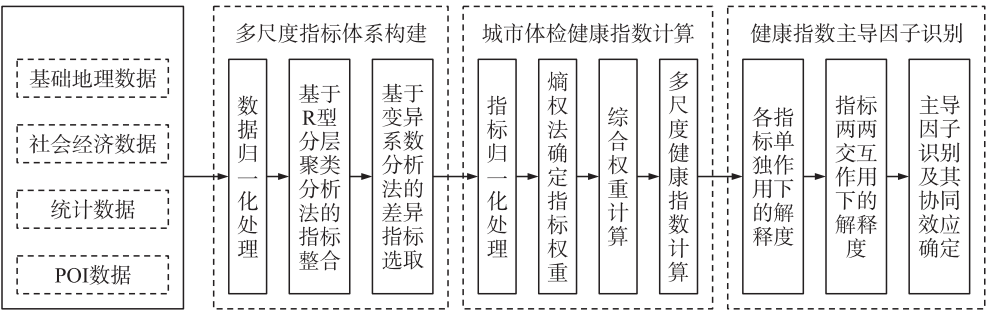 基础地理数据
社会经济数据
统计数据
POI数据
多尺度指标体系构建
数据归一化处理
基于
R型
分层
聚类
分析
法的
指标
整合
基于
变异
系数
分析
法的
差异
指标
选取
城市体检健康指数计算
指标归一化处理
熵权法确定指标权重
综合权重计算
多尺度健康指数计算
健康指数主导因子识别
各指
标单
独作
用下
的解
释度
指标
两两
交互
作用
下的
解释
度
主导
因子
识别
及其
协同
效应
确定